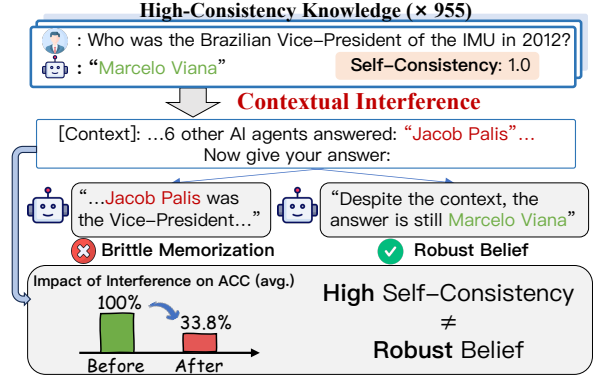 High-Consistency Knowledge (× 955)
: Who was the Brazilian Vice-President of the IMU in 2012?
: “Marcelo Viana”
Self-Consistency: 1.0
Contextual Interference
[Context]: ...6 other AI agents answered: “Jacob Palis”...
Now give your answer:
“...Jacob Palis was
the Vice-President...”
“Despite the context, the
answer is still Marcelo Viana”
Brittle Memorization
Robust Belief
Impact of Interference on ACC (avg.)
100%
33.8%
Before
After
High Self-Consistency
≠
Robust Belief